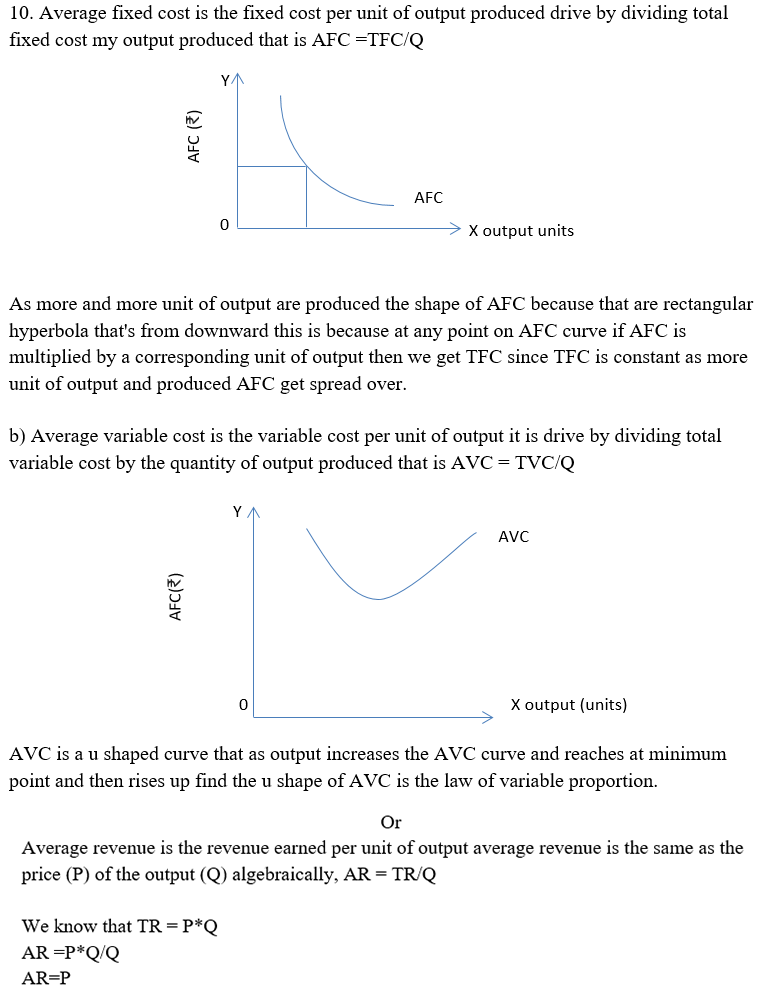 10. Average fixed cost is the fixed cost per unit of output produced drive by dividing total
fixed cost my output produced that is AFC =TFC/Q
Y
AFC (₹)
AFC
0
X output units
As more and more unit of output are produced the shape of AFC because that are rectangular
hyperbola that's from downward this is because at any point on AFC curve if AFC is
multiplied by a corresponding unit of output then we get TFC since TFC is constant as more
unit of output and produced AFC get spread over.
b) Average variable cost is the variable cost per unit of output it is drive by dividing total
variable cost by the quantity of output produced that is AVC = TVC/Q
Y
AVC
AFC(₹)
0
X output (units)
AVC is a u shaped curve that as output increases the AVC curve and reaches at minimum
point and then rises up find the u shape of AVC is the law of variable proportion.
Or
Average revenue is the revenue earned per unit of output average revenue is the same as the
price (P) of the output (Q) algebraically, AR = TR/Q
We know that TR = P*Q
AR =P*Q/Q
AR=P